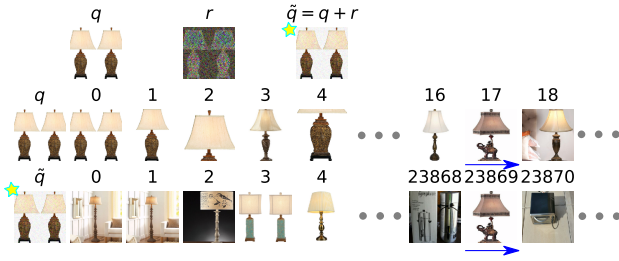 q r q̃ = q + r
q 0 1 2 3 4 16 17 18
q̃ 0 1 2 3 4 23868 23869 23870